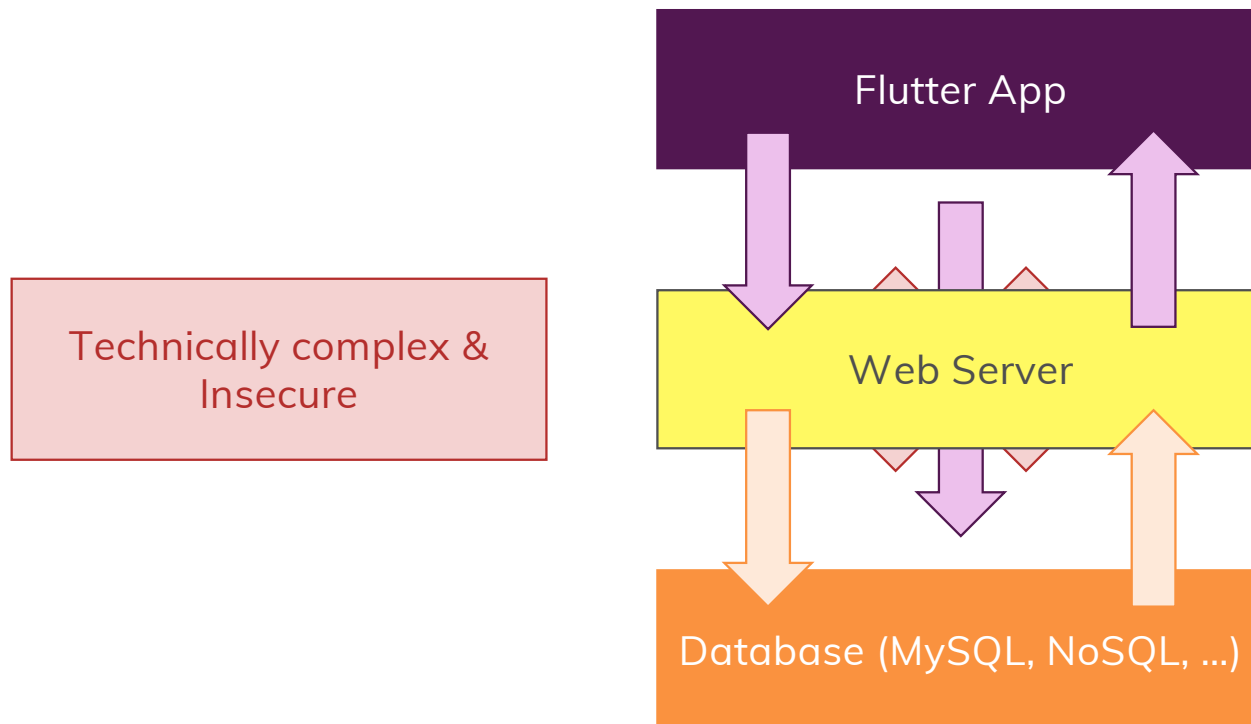 Flutter App
Technically complex &
Insecure
Web Server
Database (MySQL, NoSQL, ...)